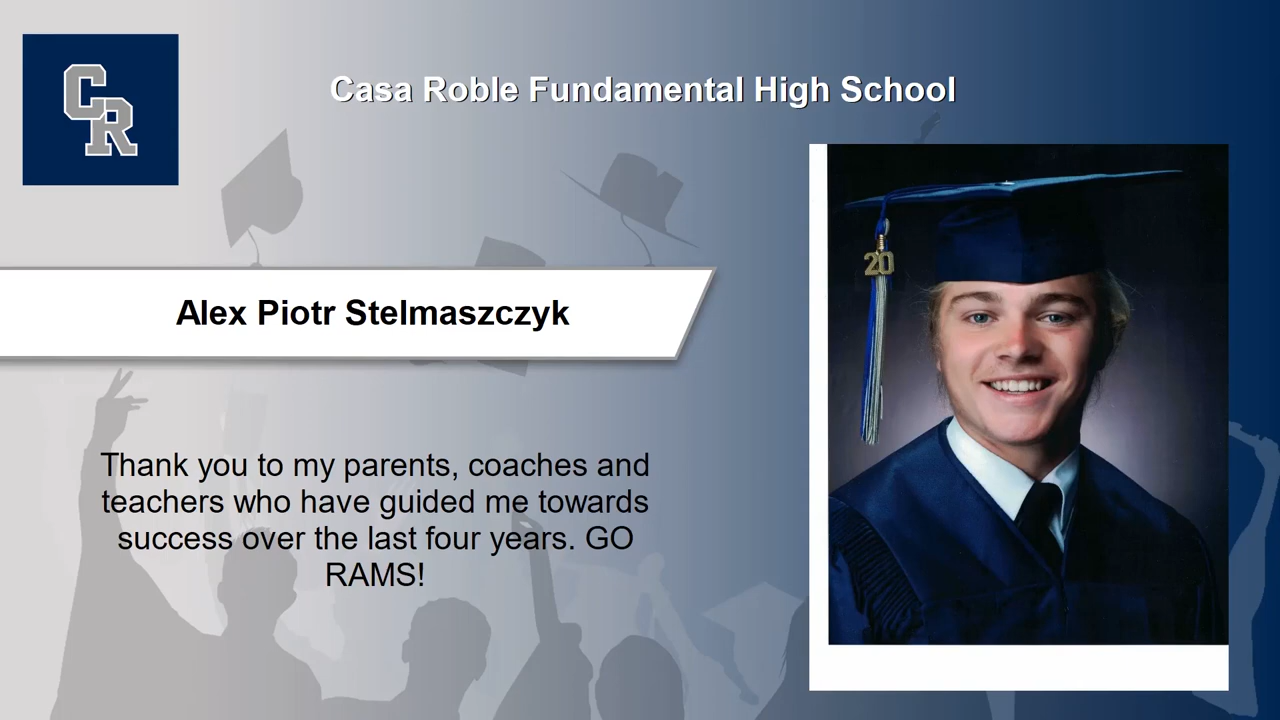 CR
Casa Roble Fundamental High School
20
Alex Piotr Stelmaszczyk
Thank you to my parents, coaches and
teachers who have guided me towards
success over the last four years. GO
RAMS!